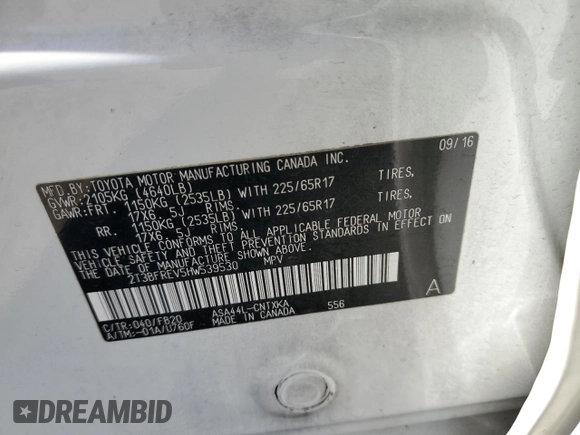 MFD.BY: TOYOTA MOTOR MANUFACTURING CANADA INC. 09/16
GVWR: 2105KG (4640LB)
GAWR: FRT 1150KG (2535LB) WITH 225/65R17 TIRES,
17X6.5J RIMS
RR. 1150KG (2535LB) WITH 225/65R17 TIRES,
17X6.5J RIMS
THIS VEHICLE CONFORMS TO ALL APPLICABLE FEDERAL MOTOR
VEHICLE SAFETY AND THEFT PREVENTION STANDARDS IN EFFECT ON
THE DATE OF MANUFACTURE SHOWN ABOVE.
2T3BFREV5HW539530 MPV
C/TR: 040/FB20 ASA44L-CNTXKA 556 A
A/TM: -01A/U760F MADE IN CANADA
DREAMBID